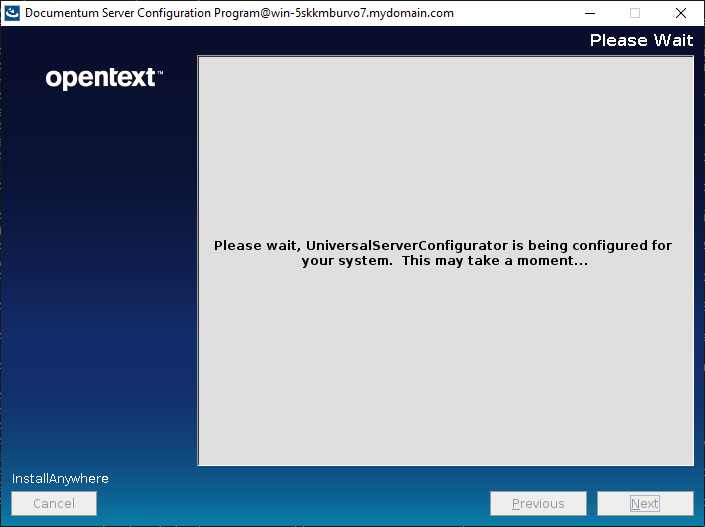 Documentum Server Configuration Program@win-5skkmburvo7.mydomain.com
Please Wait
opentext™
Please wait, UniversalServerConfigurator is being configured for
your system.  This may take a moment...
InstallAnywhere
Cancel
Previous
Next